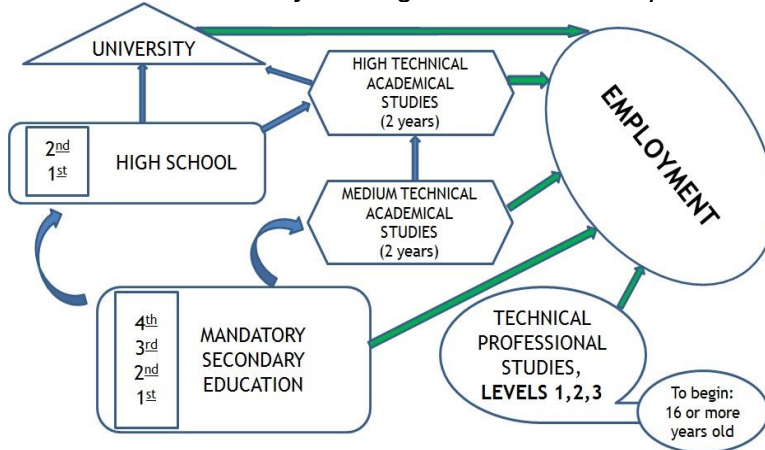 UNIVERSITY
HIGH TECHNICAL
ACADEMICAL
STUDIES
(2 years)
EMPLOYMENT
2nd
1st
HIGH SCHOOL
MEDIUM TECHNICAL
ACADEMICAL
STUDIES
(2 years)
4th
3rd
2nd
1st
MANDATORY
SECONDARY
EDUCATION
TECHNICAL
PROFESSIONAL
STUDIES,
LEVELS 1,2,3
To begin:
16 or more
years old